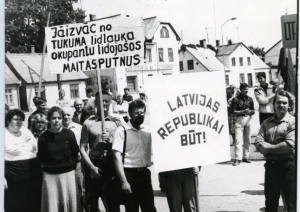 Jāizvāc no
TUKUMA lidlauka
okupantu lidojošos
MAITASPUTNUS
LATVIJAS
REPUBLIKAI
BŪT!